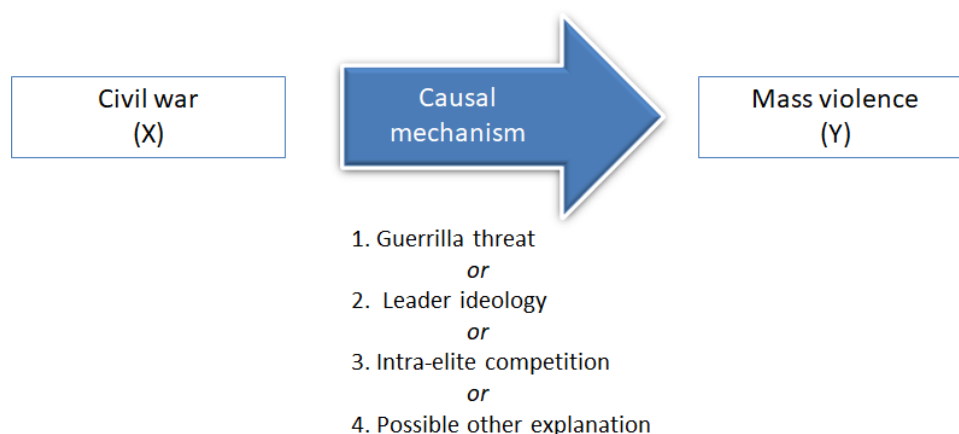 Civil war
(X)
Causal
mechanism
Mass violence
(Y)
1. Guerrilla threat
or
2. Leader ideology
or
3. Intra-elite competition
or
4. Possible other explanation